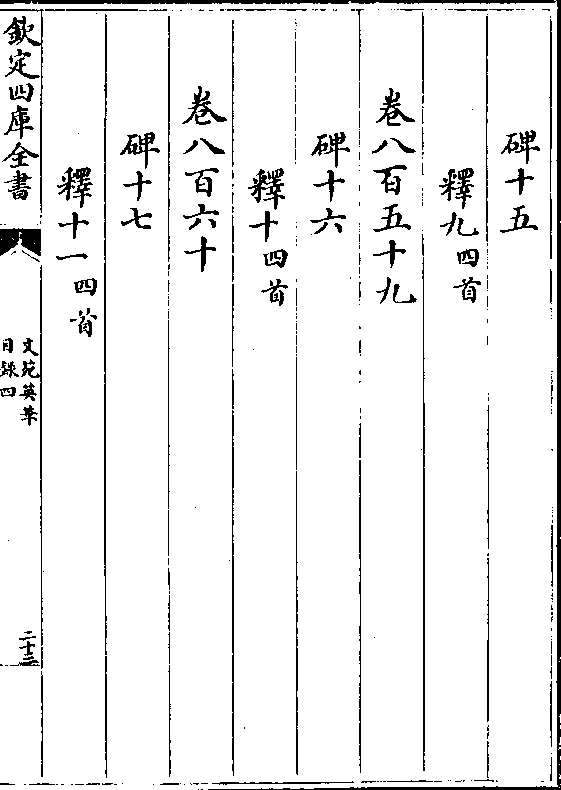 碑十五
釋九四首
卷八百五十九
碑十六
釋十四首
卷八百六十
碑十七
釋十一四首
欽定四庫全書
文苑英華
目錄四
二十三